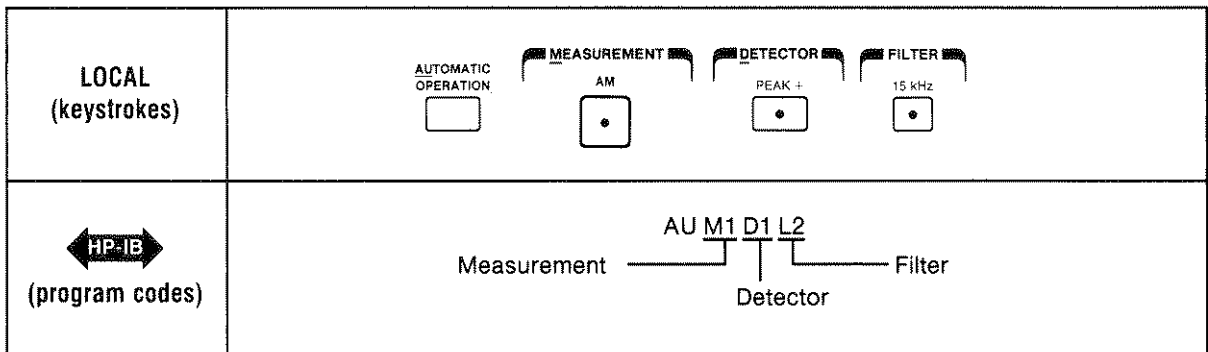 LOCAL
(keystrokes)
AUTOMATIC
OPERATION
MEASUREMENT
AM
DETECTOR
PEAK +
FILTER
15 kHz
HP-IB
(program codes)
AU M1 D1 L2
Measurement
Filter
Detector